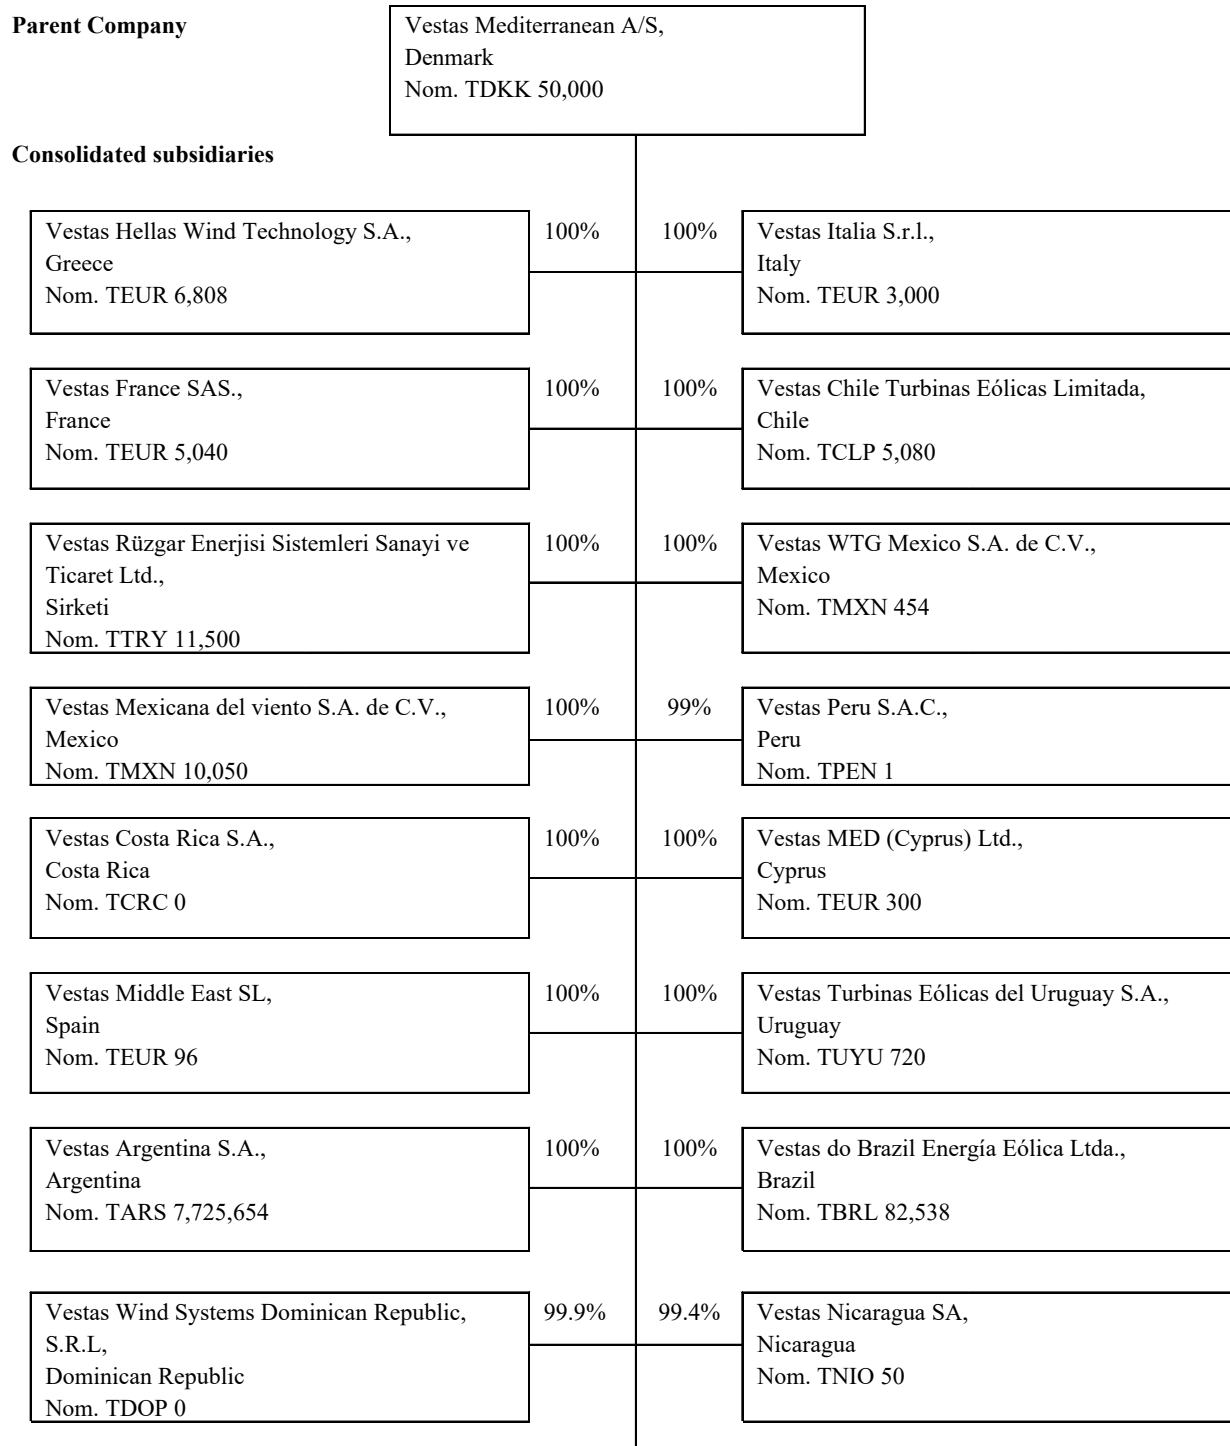 Parent Company
Vestas Mediterranean A/S,
Denmark
Nom. TDKK 50,000
Consolidated subsidiaries
Vestas Hellas Wind Technology S.A.,
Greece
Nom. TEUR 6,808
100%
100%
Vestas Italia S.r.l.,
Italy
Nom. TEUR 3,000
Vestas France SAS.,
France
Nom. TEUR 5,040
100%
100%
Vestas Chile Turbinas Eólicas Limitada,
Chile
Nom. TCLP 5,080
Vestas Rüzgar Enerjisi Sistemleri Sanayi ve
Ticaret Ltd.,
Sirketi
Nom. TTRY 11,500
100%
100%
Vestas WTG Mexico S.A. de C.V.,
Mexico
Nom. TMXN 454
Vestas Mexicana del viento S.A. de C.V.,
Mexico
Nom. TMXN 10,050
100%
99%
Vestas Peru S.A.C.,
Peru
Nom. TPEN 1
Vestas Costa Rica S.A.,
Costa Rica
Nom. TCRC 0
100%
100%
Vestas MED (Cyprus) Ltd.,
Cyprus
Nom. TEUR 300
Vestas Middle East SL,
Spain
Nom. TEUR 96
100%
100%
Vestas Turbinas Eólicas del Uruguay S.A.,
Uruguay
Nom. TUYU 720
Vestas Argentina S.A.,
Argentina
Nom. TARS 7,725,654
100%
100%
Vestas do Brazil Energía Eólica Ltda.,
Brazil
Nom. TBRL 82,538
Vestas Wind Systems Dominican Republic,
S.R.L,
Dominican Republic
Nom. TDOP 0
99.9%
99.4%
Vestas Nicaragua SA,
Nicaragua
Nom. TNIO 50